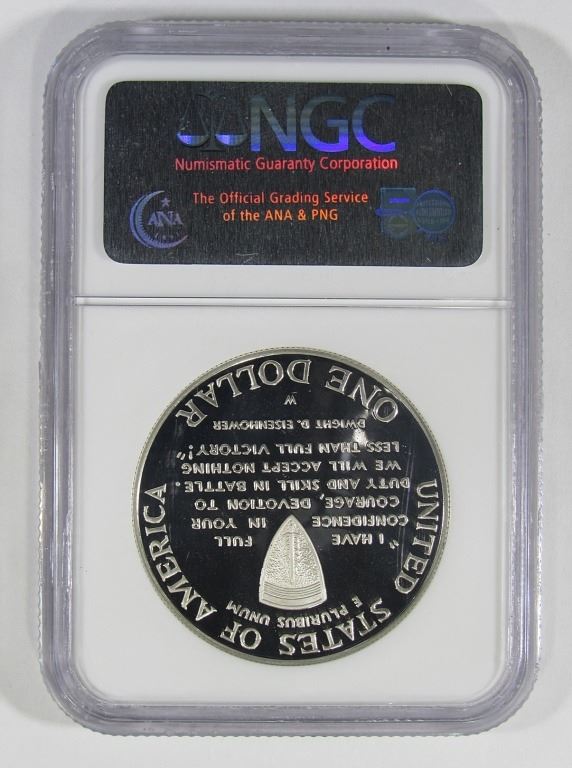 NGC
Numismatic Guaranty Corporation
The Official Grading Service
of the ANA & PNG
ANA
UNITED STATES OF AMERICA
E PLURIBUS UNUM
"I HAVE FULL
CONFIDENCE IN YOUR
COURAGE, DEVOTION TO
DUTY AND SKILL IN BATTLE.
WE WILL ACCEPT NOTHING
LESS THAN FULL VICTORY!"
DWIGHT D. EISENHOWER
W
ONE DOLLAR